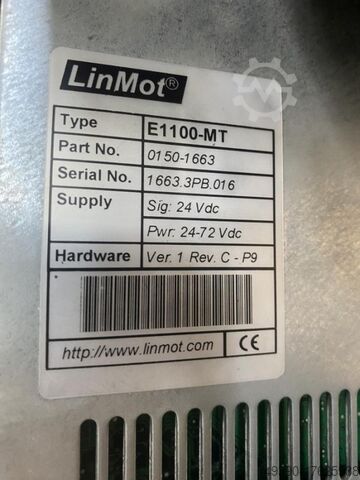 LinMot®
Type E1100-MT
Part No. 0150-1663
Serial No. 1663.3PB.016
Supply Sig: 24 Vdc
Pwr: 24-72 Vdc
Hardware Ver. 1 Rev. C - P9
http://www.linmot.com CE